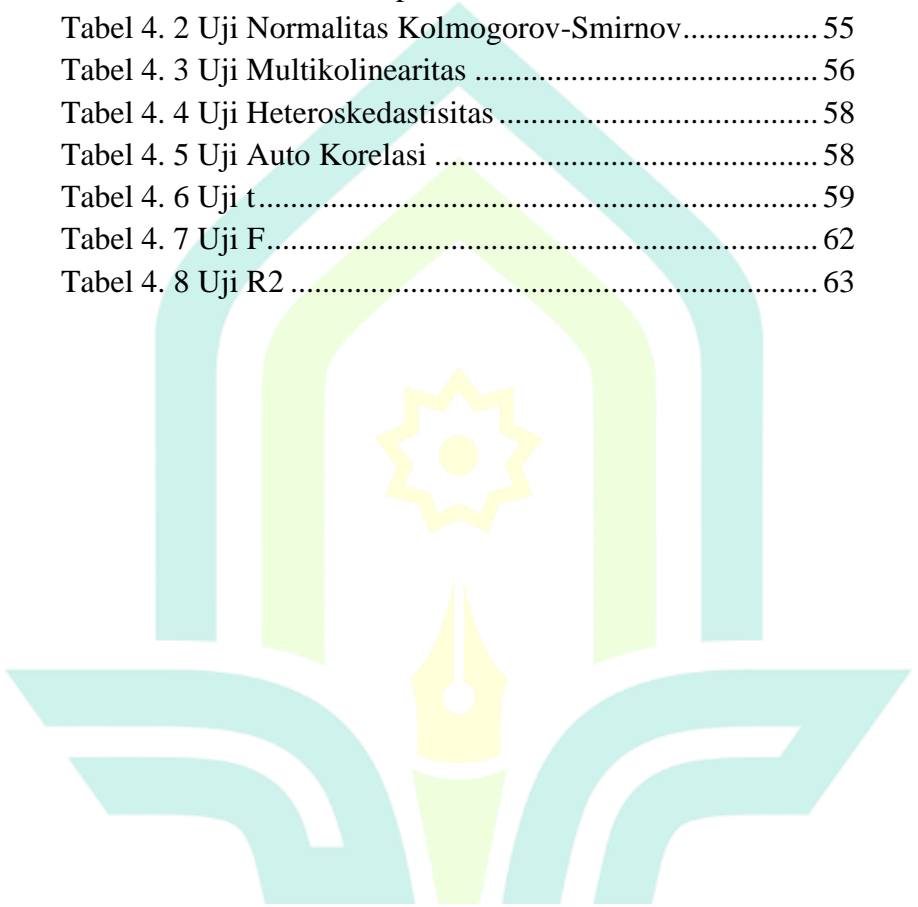 Tabel 4. 2 Uji Normalitas Kolmogorov-Smirnov................. 55
Tabel 4. 3 Uji Multikolinearitas ............................................ 56
Tabel 4. 4 Uji Heteroskedastisitas......................................... 58
Tabel 4. 5 Uji Auto Korelasi ................................................. 58
Tabel 4. 6 Uji t....................................................................... 59
Tabel 4. 7 Uji F...................................................................... 62
Tabel 4. 8 Uji R2 ................................................................... 63